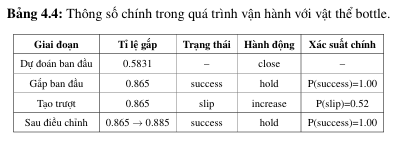 Bảng 4.4: Thông số chính trong quá trình vận hành với vật thể bottle.
Giai đoạn Tỉ lệ gắp Trạng thái Hành động Xác suất chính
Dự đoán ban đầu 0.5831 – close –
Gắp ban đầu 0.865 success hold P(success)=1.00
Tạo trượt 0.865 slip increase P(slip)=0.52
Sau điều chỉnh 0.865 → 0.885 success hold P(success)=1.00